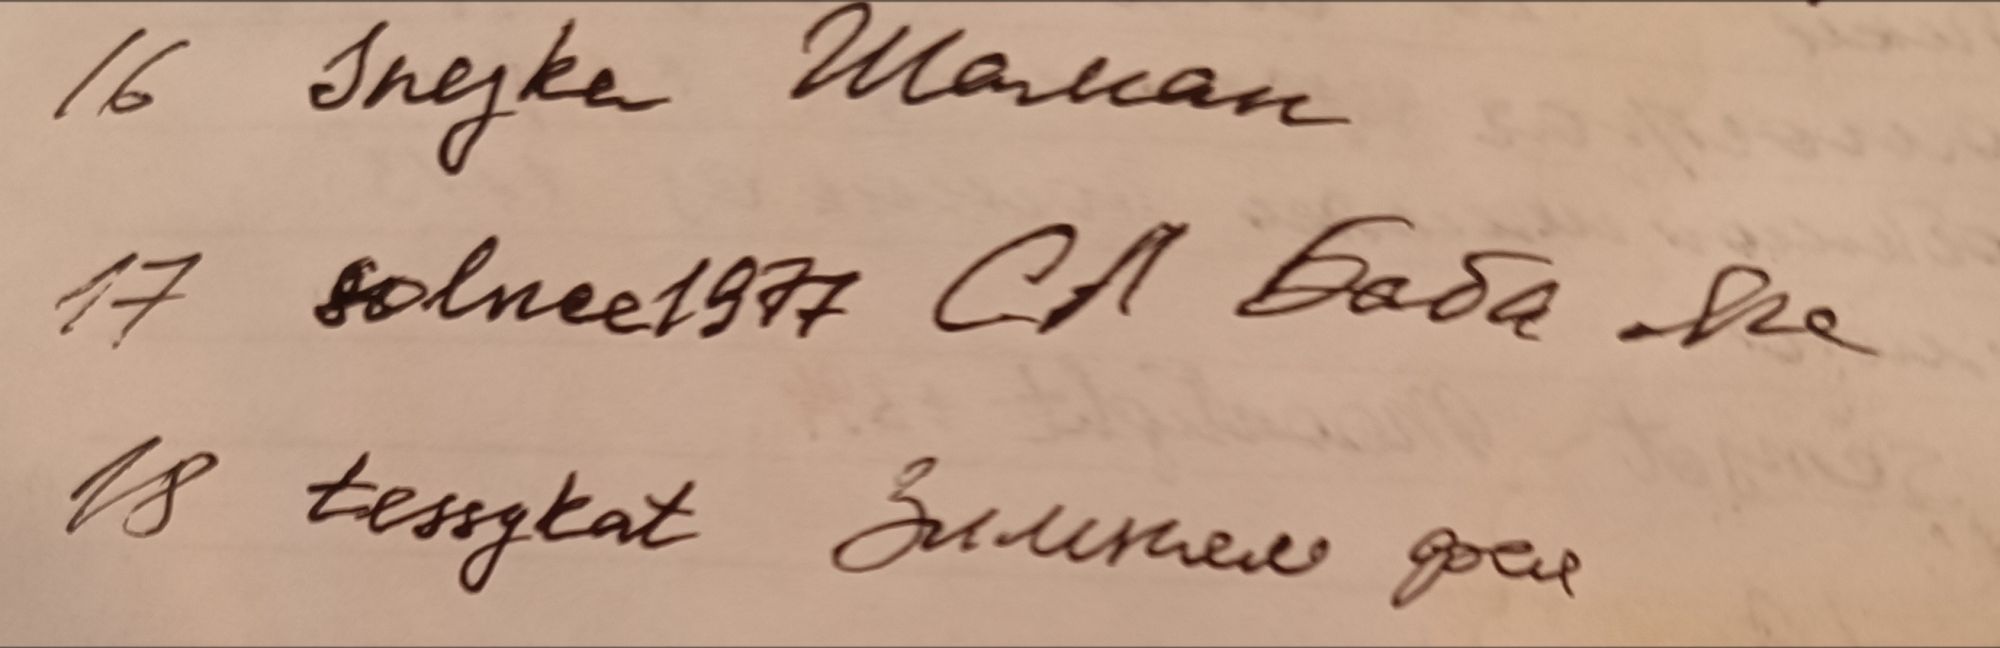 16 Snejka Шаман
17 solnce1977 СЛ Баба Яга
18 tessykat Зимняя фея